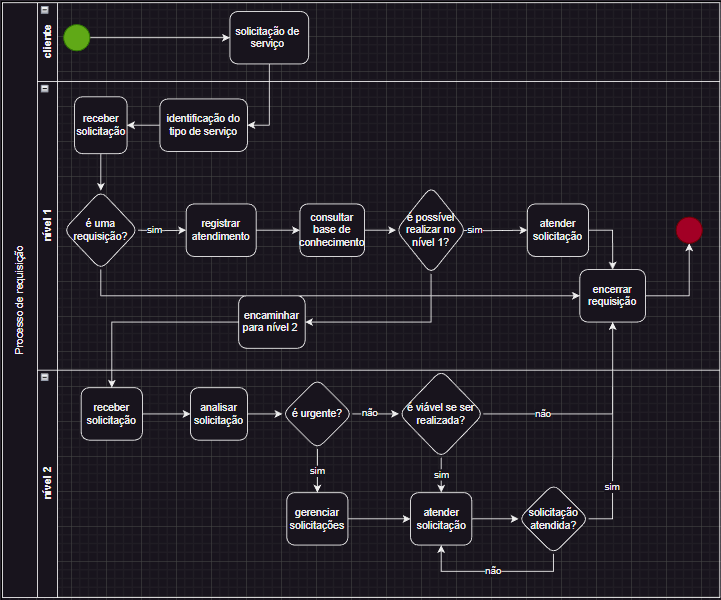 Processo de requisição
cliente
solicitação de
serviço
nível 1
receber
solicitação
identificação do
tipo de serviço
é uma
requisição?
sim
registrar
atendimento
consultar
base de
conhecimento
é possível
realizar no
nível 1?
sim
atender
solicitação
encerrar
requisição
encaminhar
para nível 2
nível 2
receber
solicitação
analisar
solicitação
é urgente?
não
é viável se ser
realizada?
não
sim
sim
gerenciar
solicitações
atender
solicitação
solicitação
atendida?
sim
não